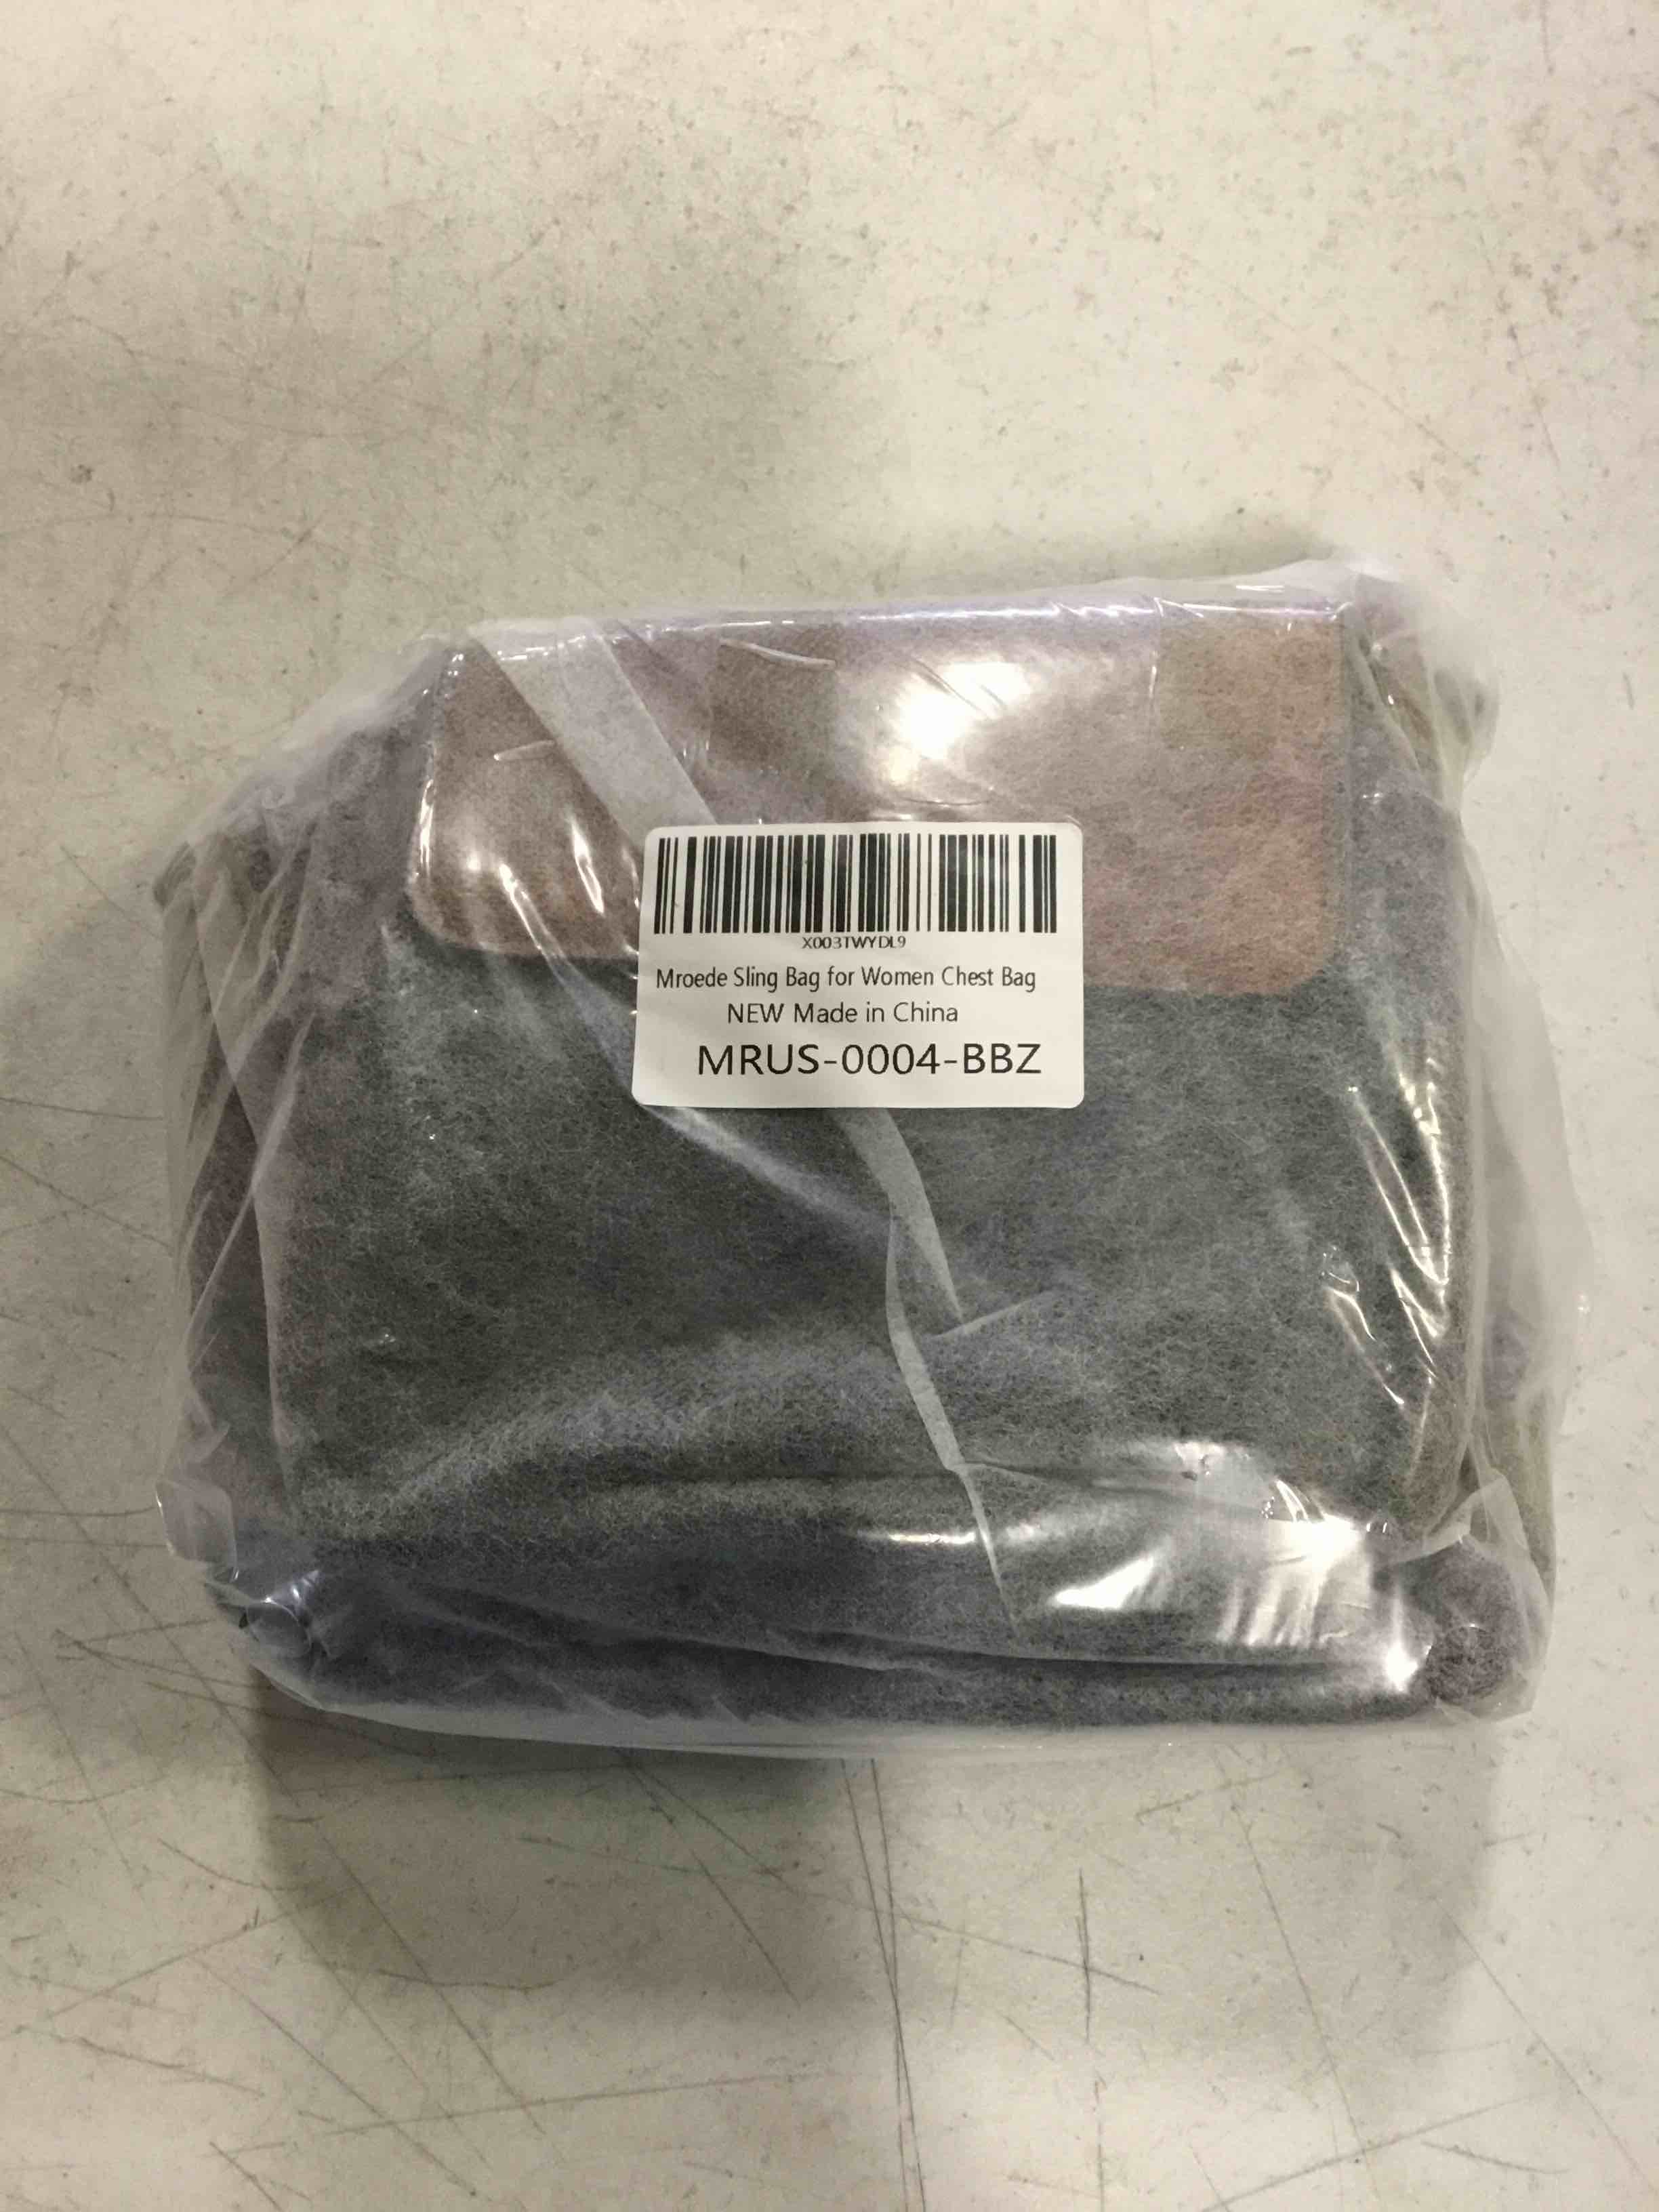 X003TWYDL9
Mroede Sling Bag for Women Chest Bag
NEW Made in China
MRUS-0004-BBZ